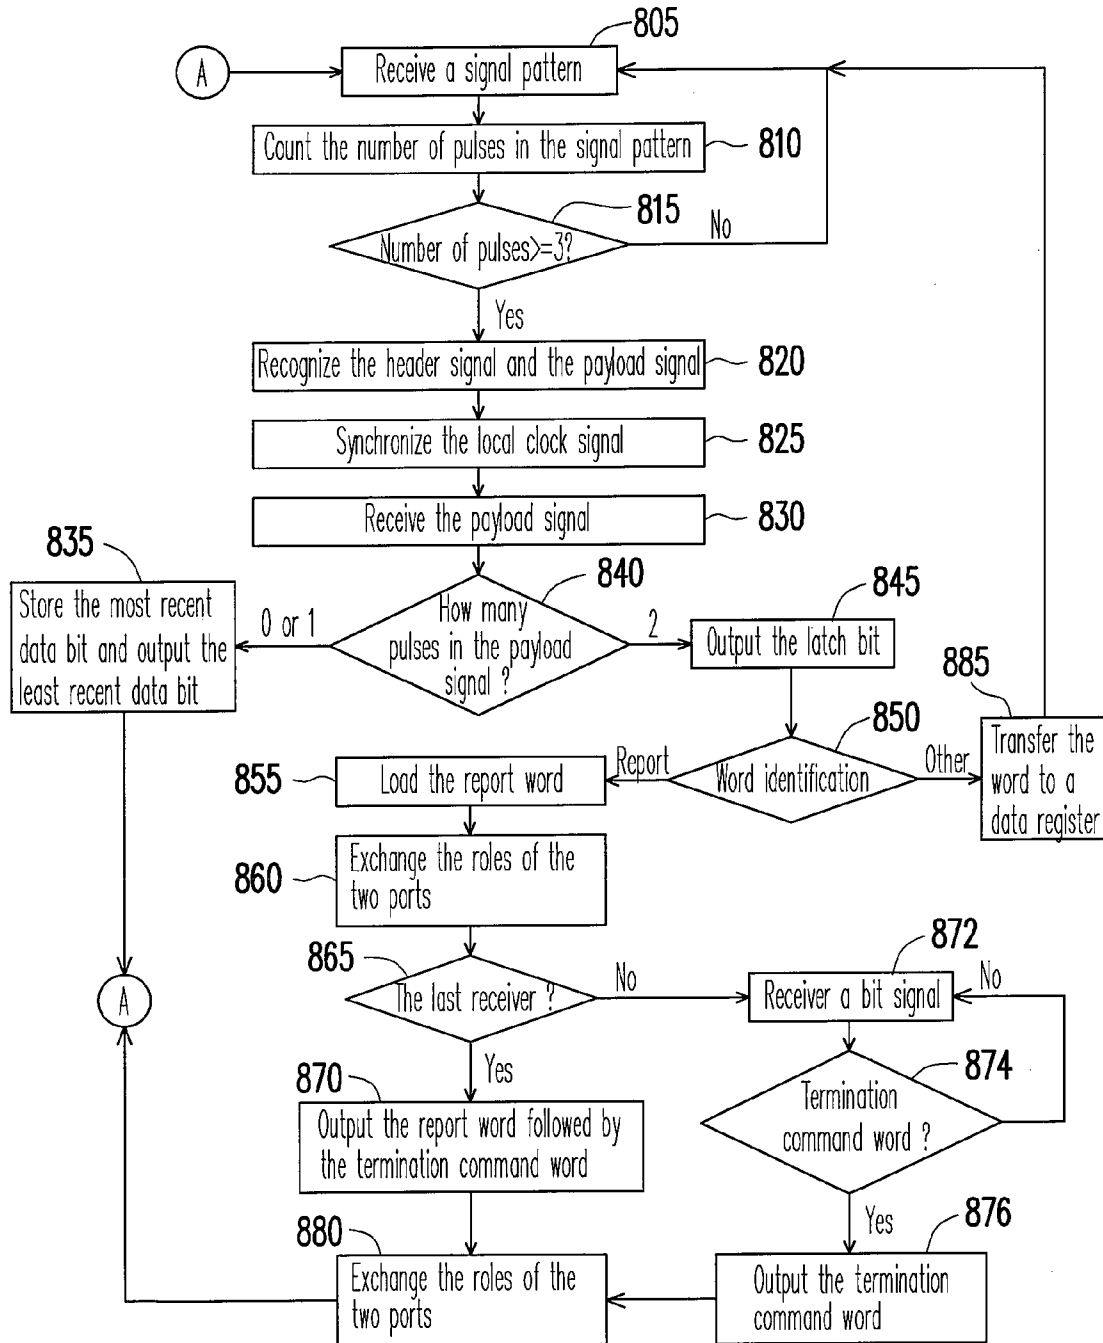 805
A
Receive a signal pattern
Count the number of pulses in the signal pattern
810
815
Number of pulses>=3?
No
Yes
Recognize the header signal and the payload signal
820
Synchronize the local clock signal
825
Receive the payload signal
830
835
Store the most recent
data bit and output the
least recent data bit
0 or 1
840
How many
pulses in the payload
signal ?
2
845
Output the latch bit
885
Transfer the
word to a
data register
850
Word identification
Report
Other
855
Load the report word
860
Exchange the roles of the
two ports
865
The last receiver ?
No
872
Receiver a bit signal
No
A
Yes
874
Termination
command word ?
870
Output the report word followed by
the termination command word
Yes
876
Output the termination
command word
880
Exchange the roles of the
two ports